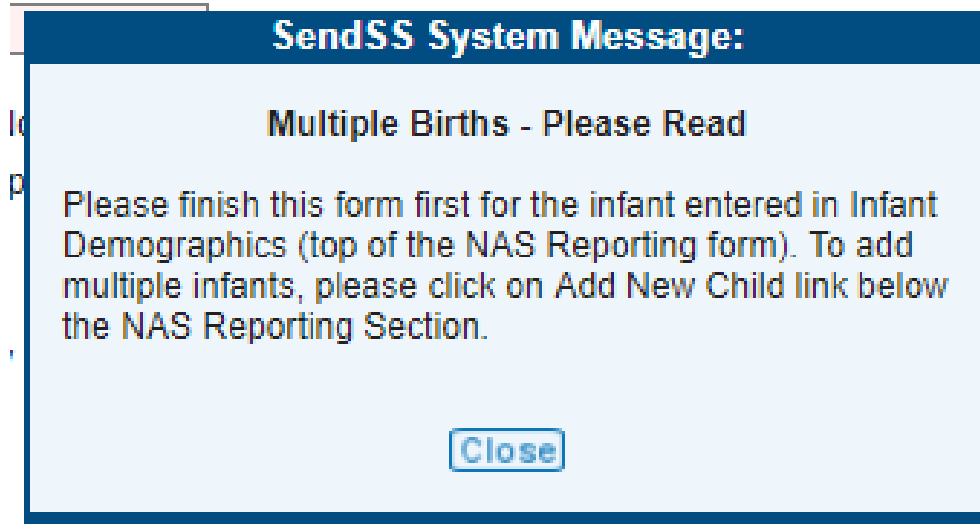 SendSS System Message:
Multiple Births - Please Read
Please finish this form first for the infant entered in Infant
Demographics (top of the NAS Reporting form). To add
multiple infants, please click on Add New Child link below
the NAS Reporting Section.
Close